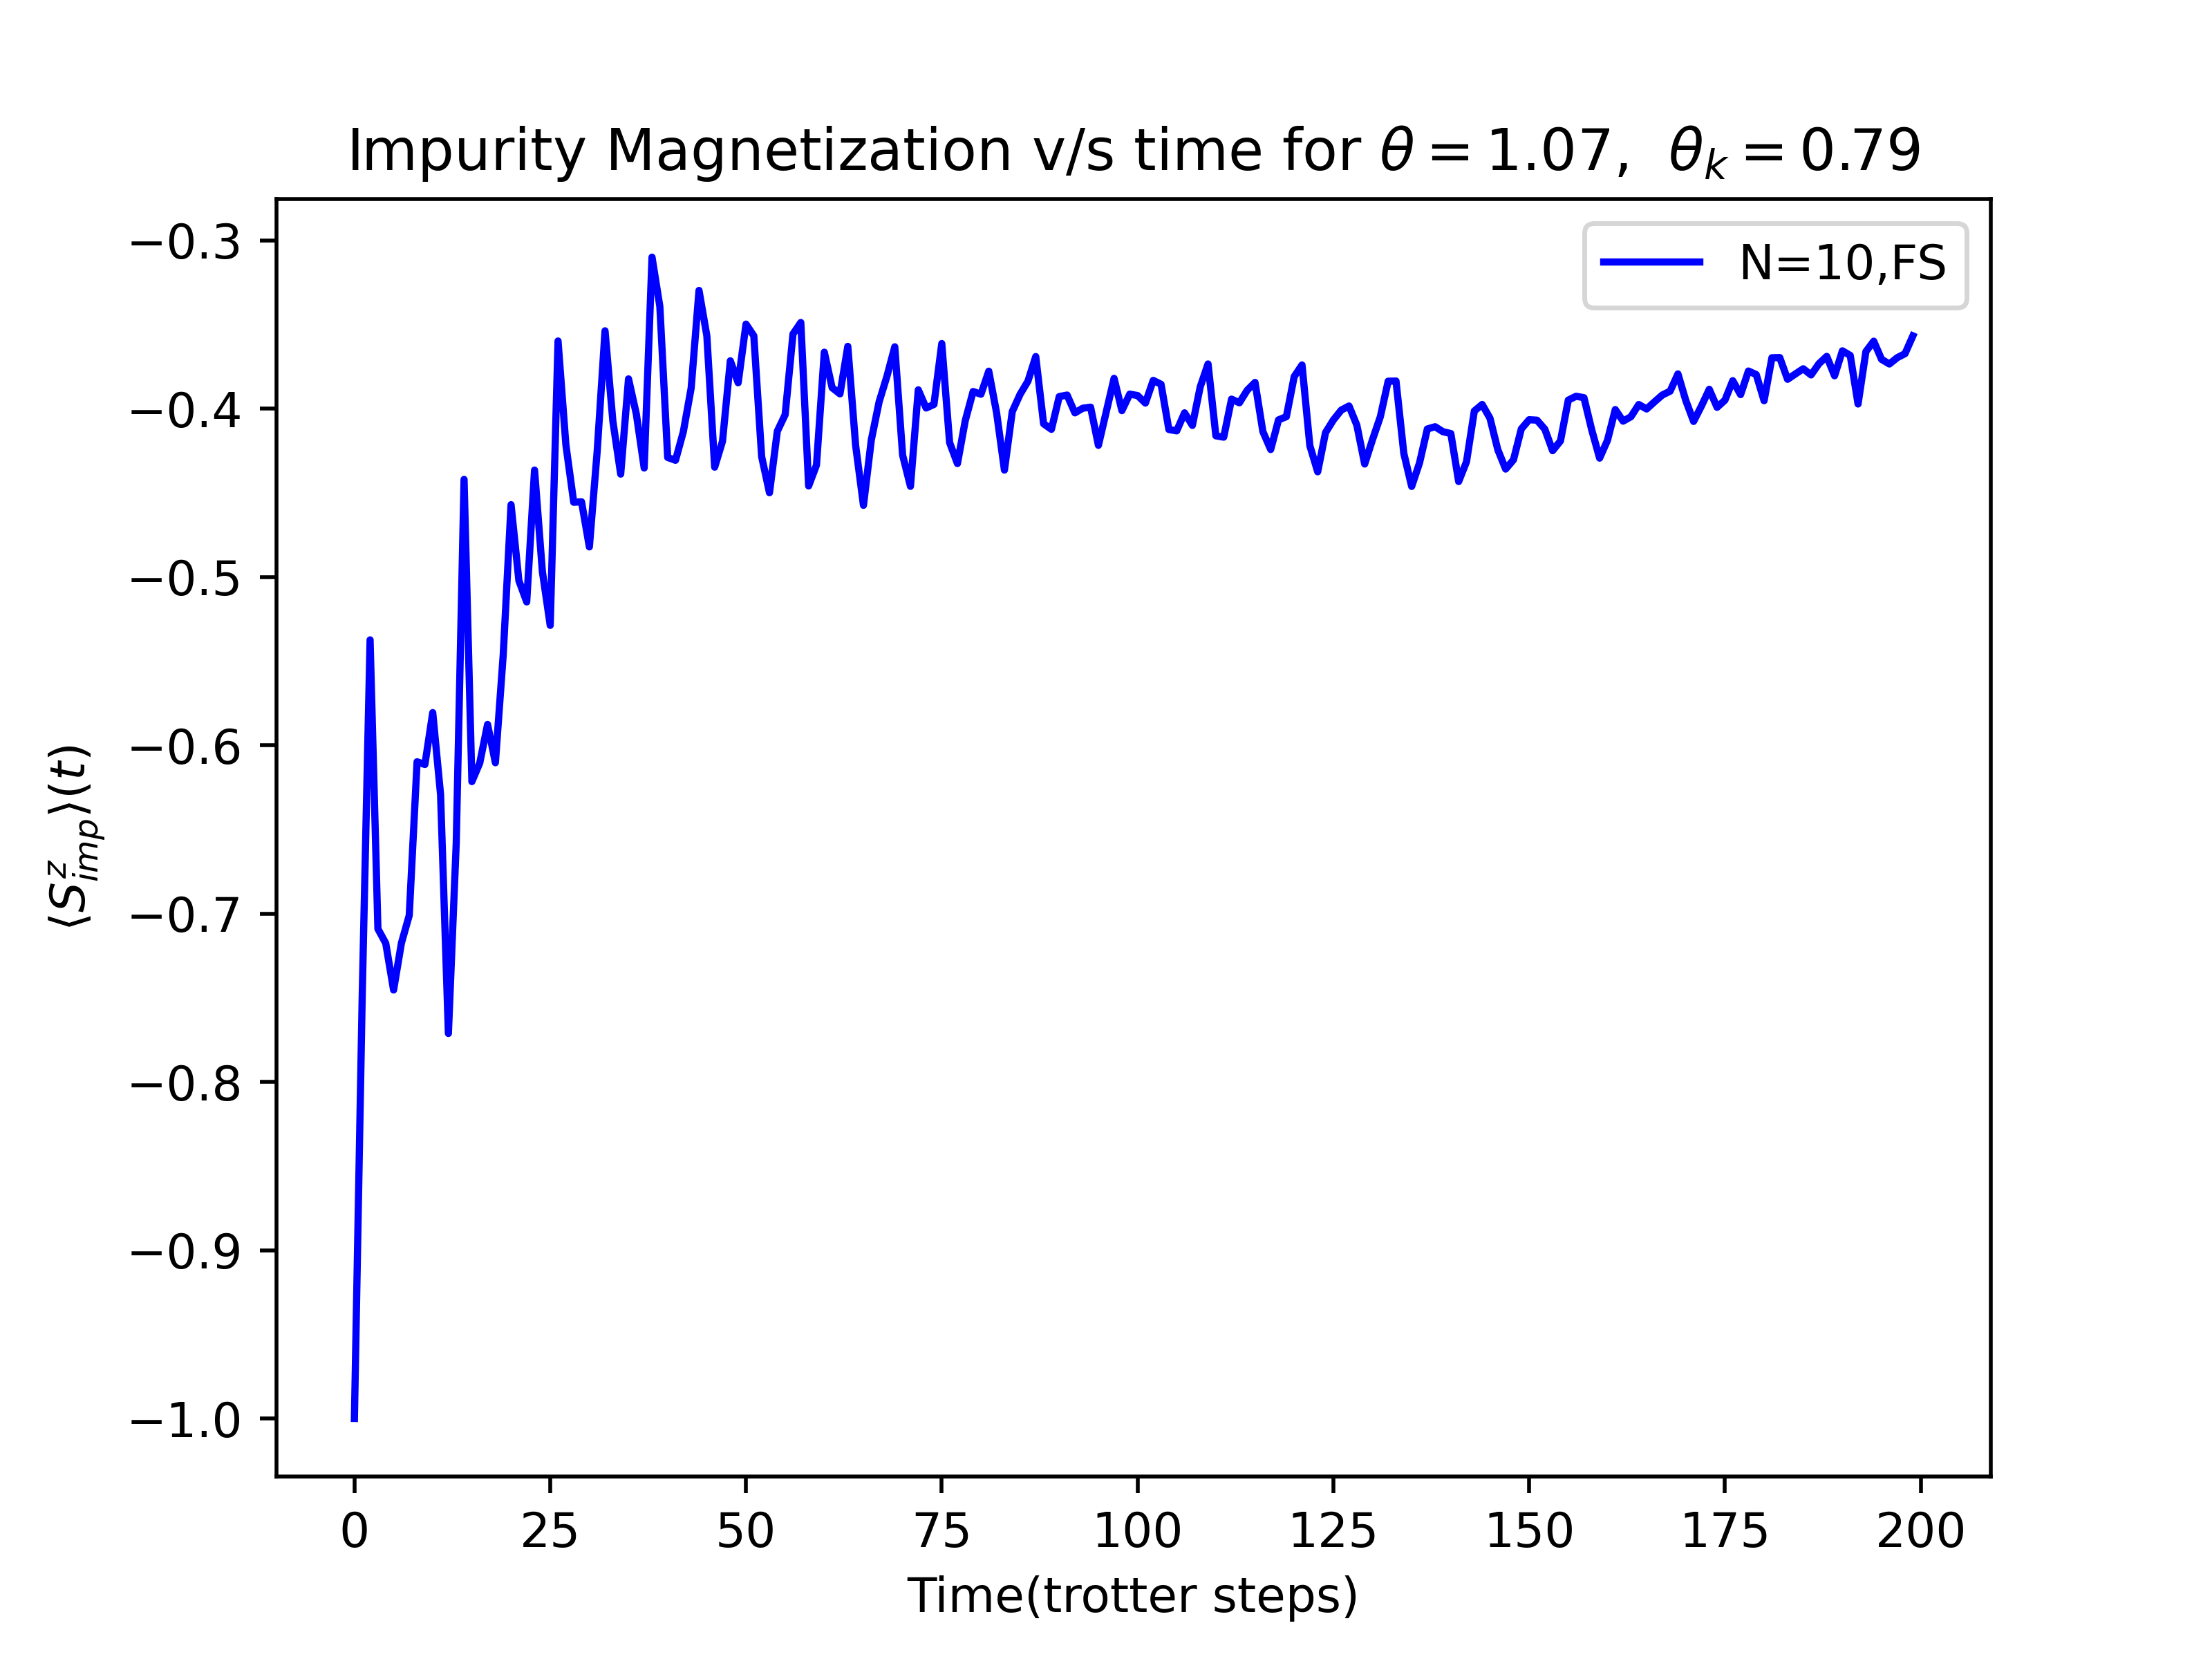 Impurity Magnetization v/s time for θ = 1.07, θ_k = 0.79
N=10,FS
⟨S^z_imp⟩(t)
−0.3
−0.4
−0.5
−0.6
−0.7
−0.8
−0.9
−1.0
0 25 50 75 100 125 150 175 200
Time(trotter steps)